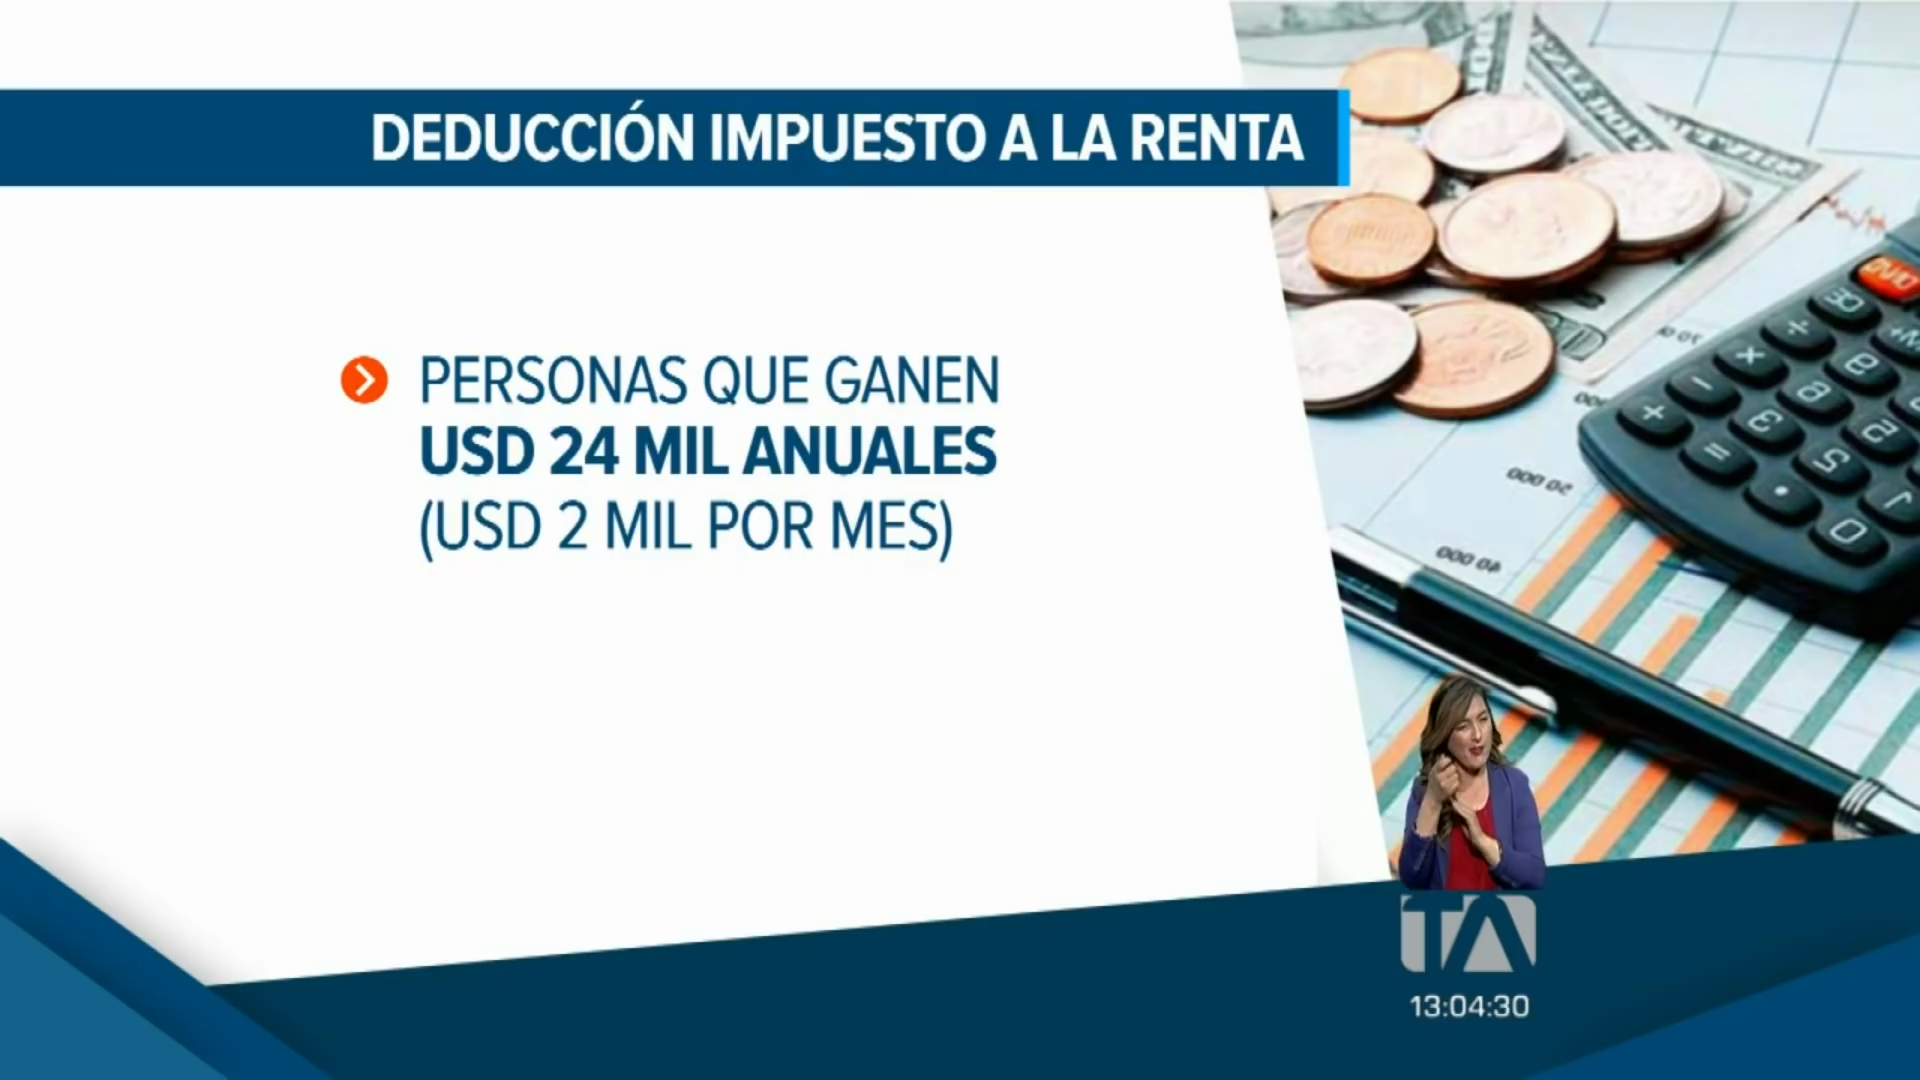 DEDUCCIÓN IMPUESTO A LA RENTA
PERSONAS QUE GANEN
USD 24 MIL ANUALES
(USD 2 MIL POR MES)
TA
13:04:30